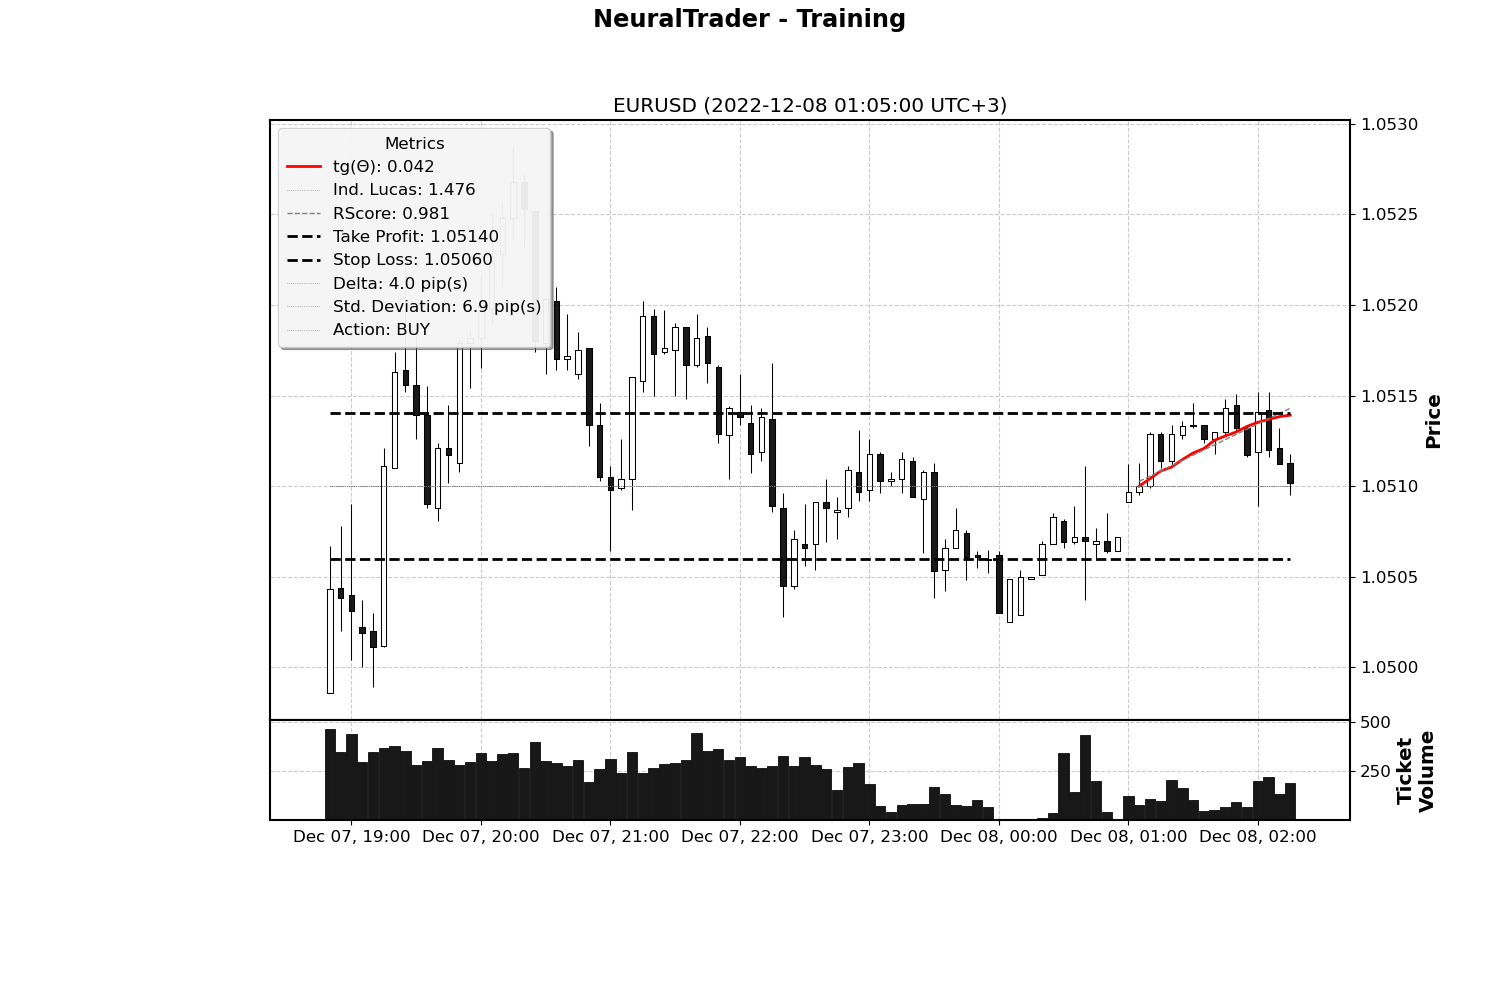 NeuralTrader - Training
EURUSD (2022-12-08 01:05:00 UTC+3)
Metrics
tg(Θ): 0.042
Ind. Lucas: 1.476
RScore: 0.981
Take Profit: 1.05140
Stop Loss: 1.05060
Delta: 4.0 pip(s)
Std. Deviation: 6.9 pip(s)
Action: BUY
1.0530
1.0525
1.0520
1.0515
1.0510
1.0505
1.0500
Price
500
250
Ticket
Volume
Dec 07, 19:00 Dec 07, 20:00 Dec 07, 21:00 Dec 07, 22:00 Dec 07, 23:00 Dec 08, 00:00 Dec 08, 01:00 Dec 08, 02:00